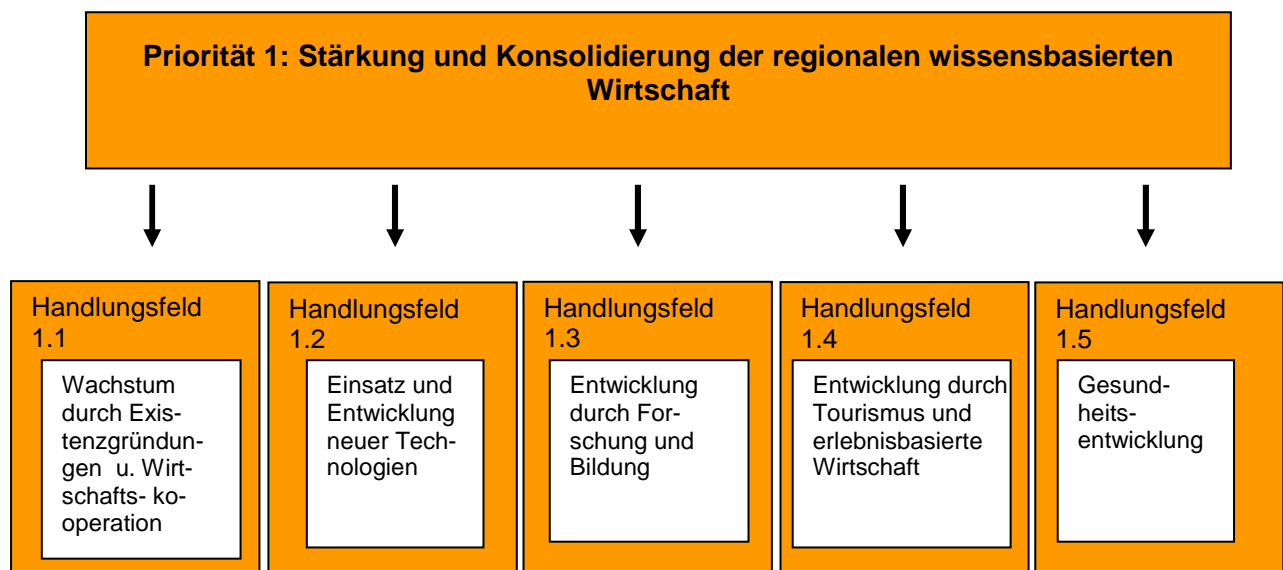 Priorität 1: Stärkung und Konsolidierung der regionalen wissensbasierten
Wirtschaft
Handlungsfeld
1.1
Wachstum
durch Exis-
tenzgründun-
gen u. Wirt-
schafts- ko-
operation
Handlungsfeld
1.2
Einsatz und
Entwicklung
neuer Tech-
nologien
Handlungsfeld
1.3
Entwicklung
durch For-
schung und
Bildung
Handlungsfeld
1.4
Entwicklung durch
Tourismus und
erlebnisbasierte
Wirtschaft
Handlungsfeld
1.5
Gesund-
heits-
entwicklung